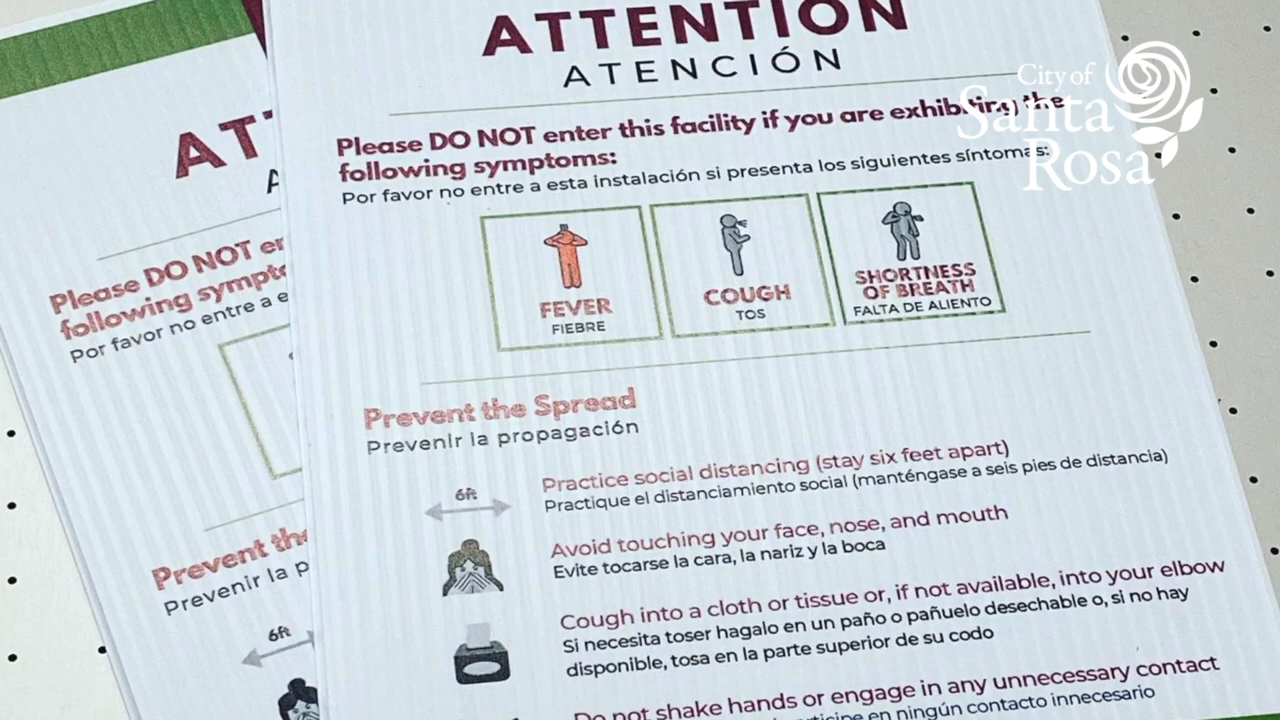 ATTENTION
ATENCIÓN
Please DO NOT enter this facility if you are exhibiting the
following symptoms:
Por favor no entre a esta instalación si presenta los siguientes síntomas:
FEVER
FIEBRE
COUGH
TOS
SHORTNESS
OF BREATH
FALTA DE ALIENTO
Prevent the Spread
Prevenir la propagación
6ft
Practice social distancing (stay six feet apart)
Practique el distanciamiento social (manténgase a seis pies de distancia)
Avoid touching your face, nose, and mouth
Evite tocarse la cara, la nariz y la boca
Cough into a cloth or tissue or, if not available, into your elbow
Si necesita toser hagalo en un paño o pañuelo desechable o, si no hay
disponible, tosa en la parte superior de su codo
Do not shake hands or engage in any unnecessary contact
en ningún contacto innecesario
City of
Santa
Rosa
AT
A
Please DO NOT en
following sympto
Por favor no entre a e
Prevent the
Prevenir la p
6ft